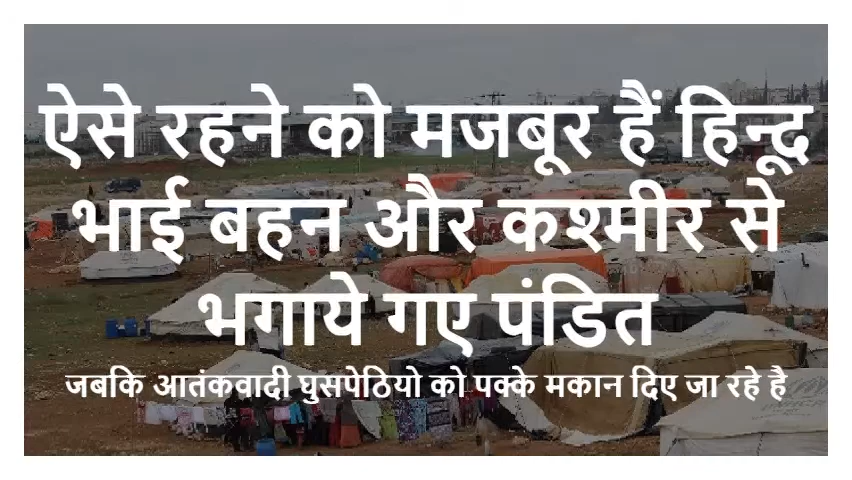 ऐसे रहने को मजबूर हैं हिन्दू
भाई बहन और कश्मीर से
भगाये गए पंडित
जबकि आतंकवादी घुसपेठियो को पक्के मकान दिए जा रहे है